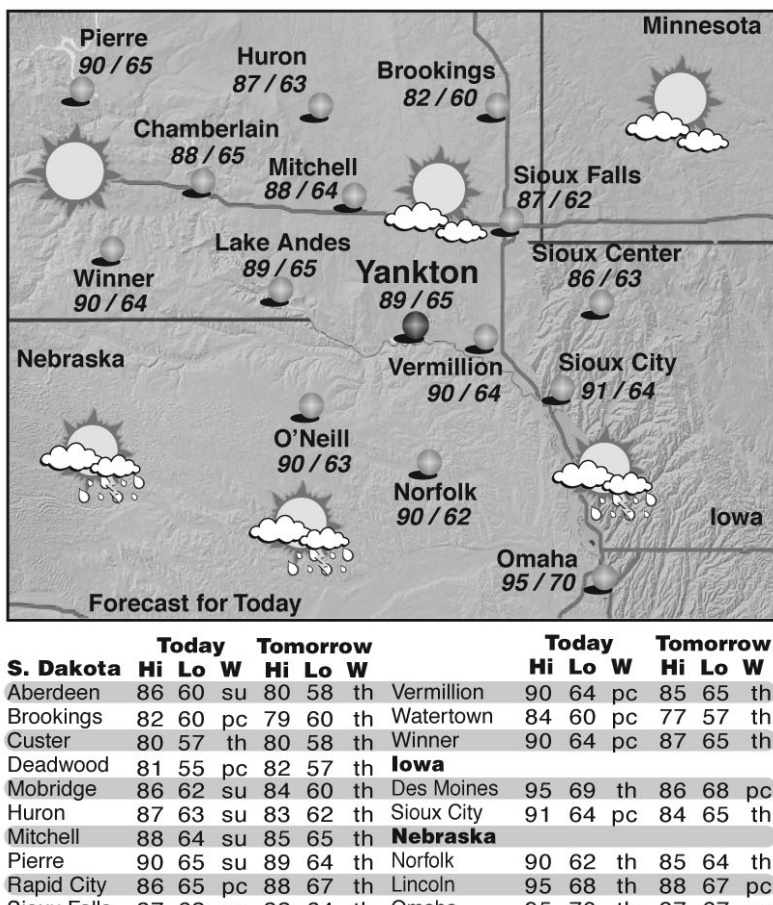 Minnesota
Pierre
90 / 65
Huron
87 / 63
Brookings
82 / 60
Chamberlain
88 / 65
Mitchell
88 / 64
Sioux Falls
87 / 62
Lake Andes
89 / 65
Yankton
89 / 65
Sioux Center
86 / 63
Winner
90 / 64
Nebraska
Vermillion
90 / 64
Sioux City
91 / 64
O'Neill
90 / 63
Norfolk
90 / 62
Iowa
Omaha
95 / 70
Forecast for Today
Today Tomorrow
S. Dakota Hi Lo W Hi Lo W
Aberdeen 86 60 su 80 58 th
Brookings 82 60 pc 79 60 th
Custer 80 57 th 80 58 th
Deadwood 81 55 pc 82 57 th
Mobridge 86 62 su 84 60 th
Huron 87 63 su 83 62 th
Mitchell 88 64 su 85 65 th
Pierre 90 65 su 89 64 th
Rapid City 86 65 pc 88 67 th
Sioux Falls
Today Tomorrow
Hi Lo W Hi Lo W
Vermillion 90 64 pc 85 65 th
Watertown 84 60 pc 77 57 th
Winner 90 64 pc 87 65 th
Iowa
Des Moines 95 69 th 86 68 pc
Sioux City 91 64 pc 84 65 th
Nebraska
Norfolk 90 62 th 85 64 th
Lincoln 95 68 th 88 67 pc
Omaha 95 70 th